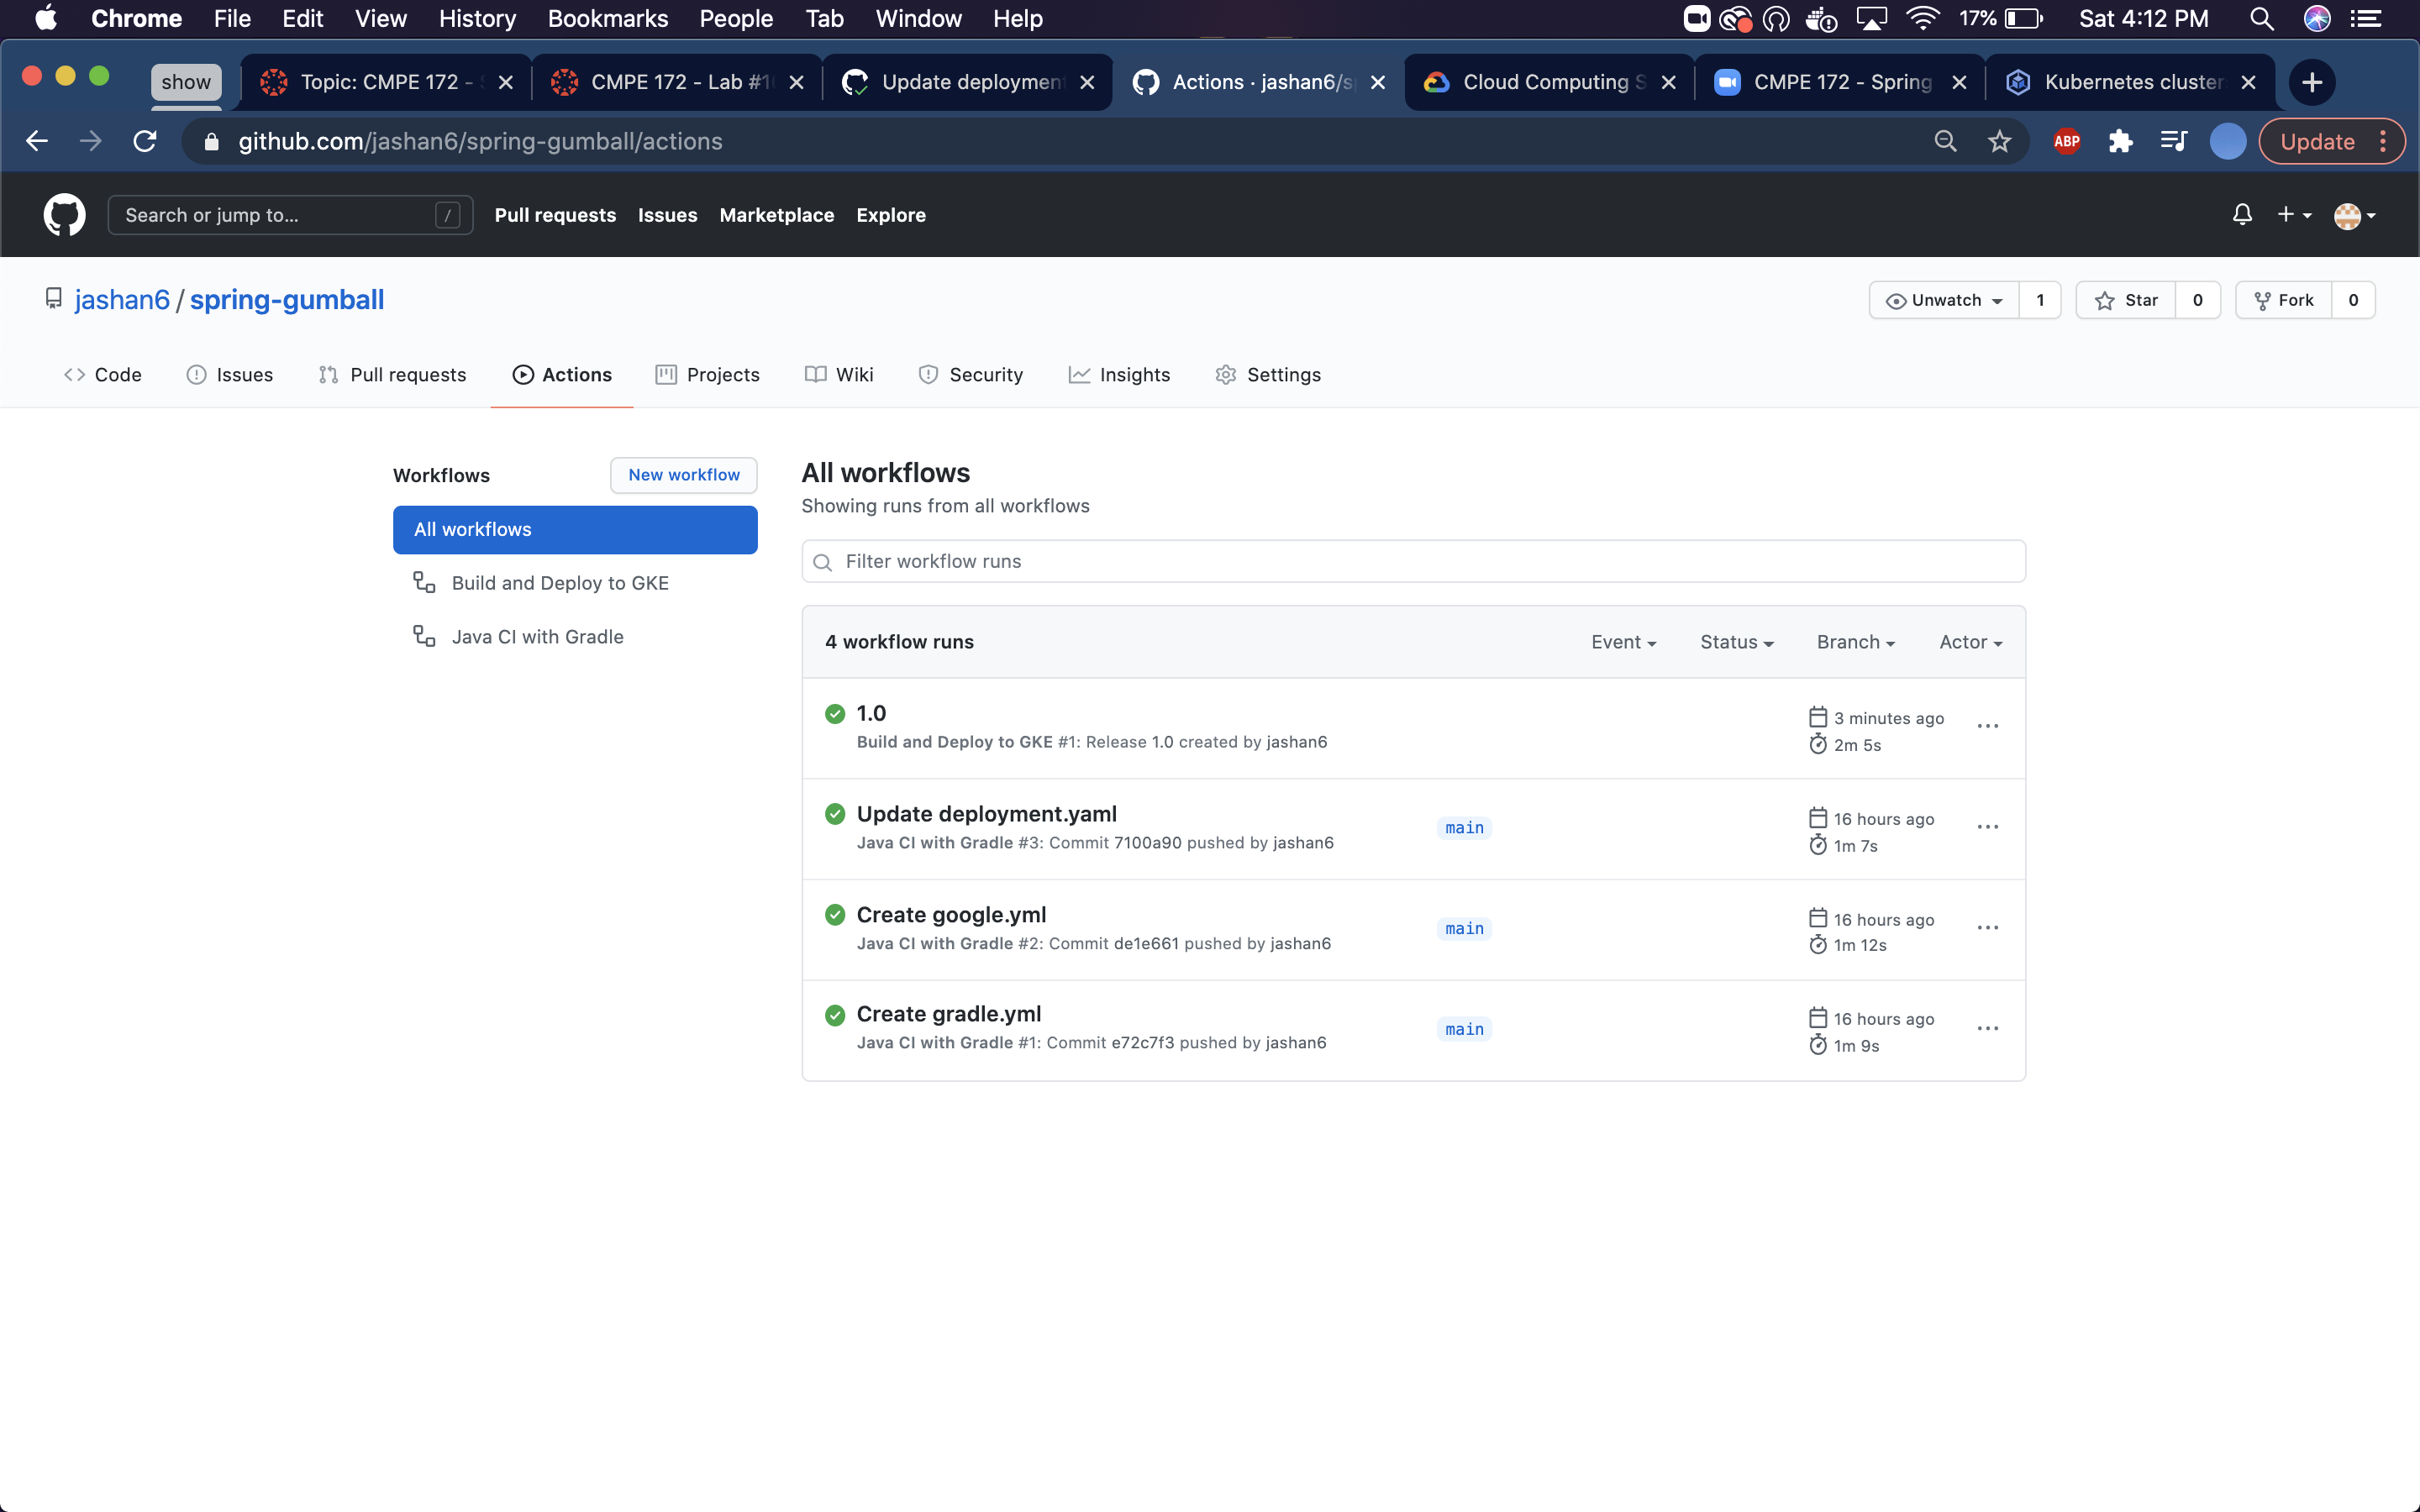 Chrome File Edit View History Bookmarks People Tab Window Help 17% Sat 4:12 PM
show Topic: CMPE 172 - CMPE 172 - Lab #1 Update deploymen Actions · jashan6/s Cloud Computing S CMPE 172 - Spring Kubernetes cluster
github.com/jashan6/spring-gumball/actions ABP Update
Search or jump to... / Pull requests Issues Marketplace Explore
jashan6 / spring-gumball Unwatch 1 Star 0 Fork 0
Code Issues Pull requests Actions Projects Wiki Security Insights Settings
Workflows New workflow
All workflows
Build and Deploy to GKE
Java CI with Gradle
All workflows
Showing runs from all workflows
Filter workflow runs
4 workflow runs Event Status Branch Actor
1.0
Build and Deploy to GKE #1: Release 1.0 created by jashan6
3 minutes ago
2m 5s
Update deployment.yaml
Java CI with Gradle #3: Commit 7100a90 pushed by jashan6
main
16 hours ago
1m 7s
Create google.yml
Java CI with Gradle #2: Commit de1e661 pushed by jashan6
main
16 hours ago
1m 12s
Create gradle.yml
Java CI with Gradle #1: Commit e72c7f3 pushed by jashan6
main
16 hours ago
1m 9s